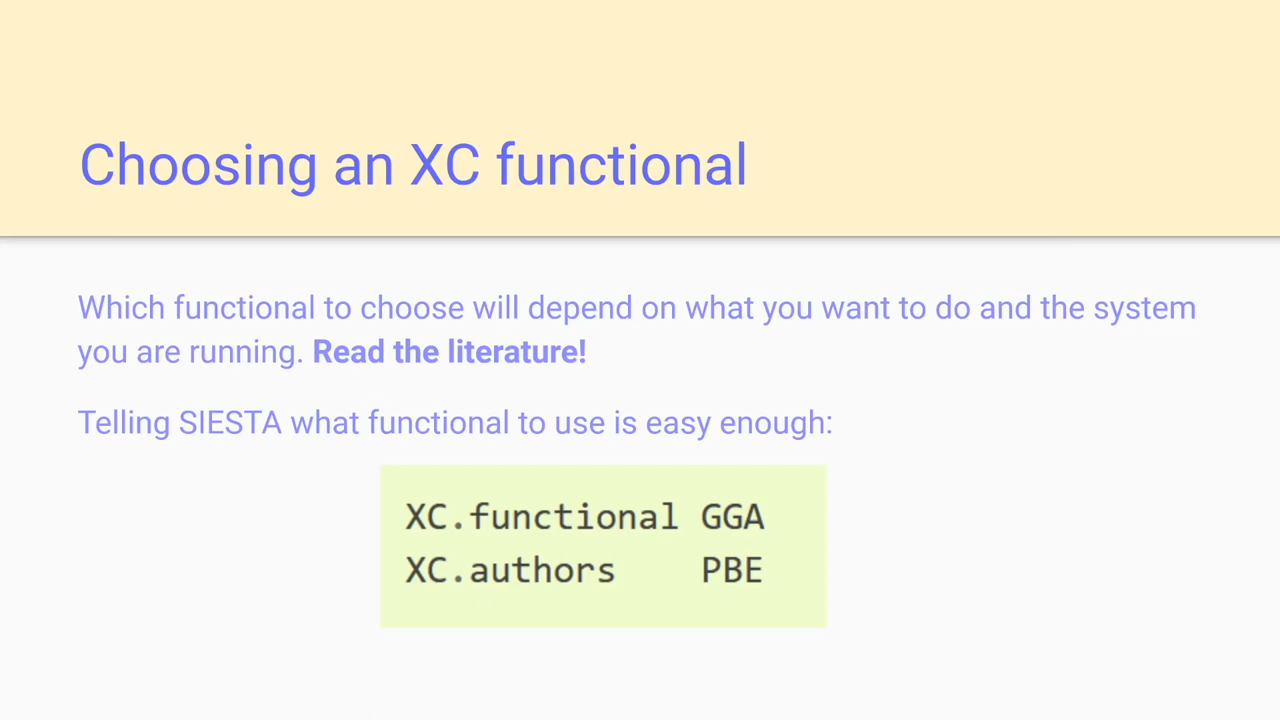 Choosing an XC functional
Which functional to choose will depend on what you want to do and the system
you are running. Read the literature!
Telling SIESTA what functional to use is easy enough:
XC.functional GGA
XC.authors    PBE